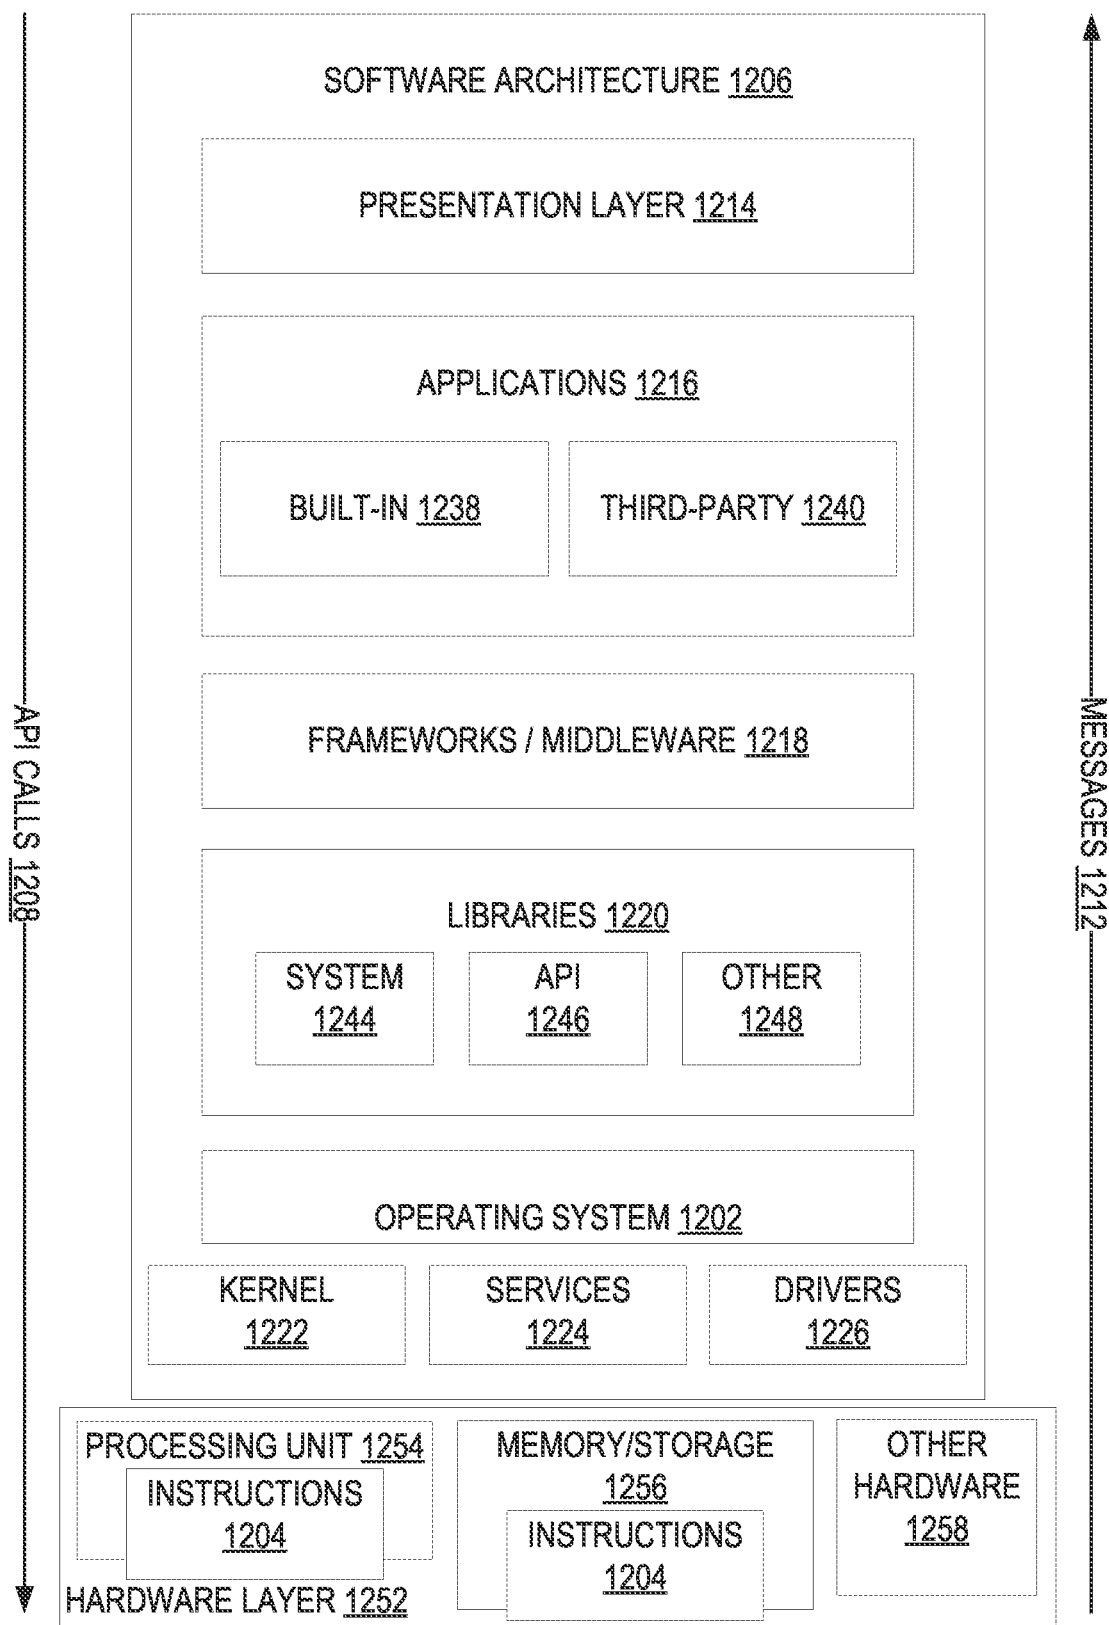 SOFTWARE ARCHITECTURE 1206
PRESENTATION LAYER 1214
APPLICATIONS 1216
BUILT-IN 1238
THIRD-PARTY 1240
FRAMEWORKS / MIDDLEWARE 1218
API CALLS 1208
MESSAGES 1212
LIBRARIES 1220
SYSTEM
1244
API
1246
OTHER
1248
OPERATING SYSTEM 1202
KERNEL
1222
SERVICES
1224
DRIVERS
1226
PROCESSING UNIT 1254
INSTRUCTIONS
1204
MEMORY/STORAGE
1256
INSTRUCTIONS
1204
OTHER
HARDWARE
1258
HARDWARE LAYER 1252